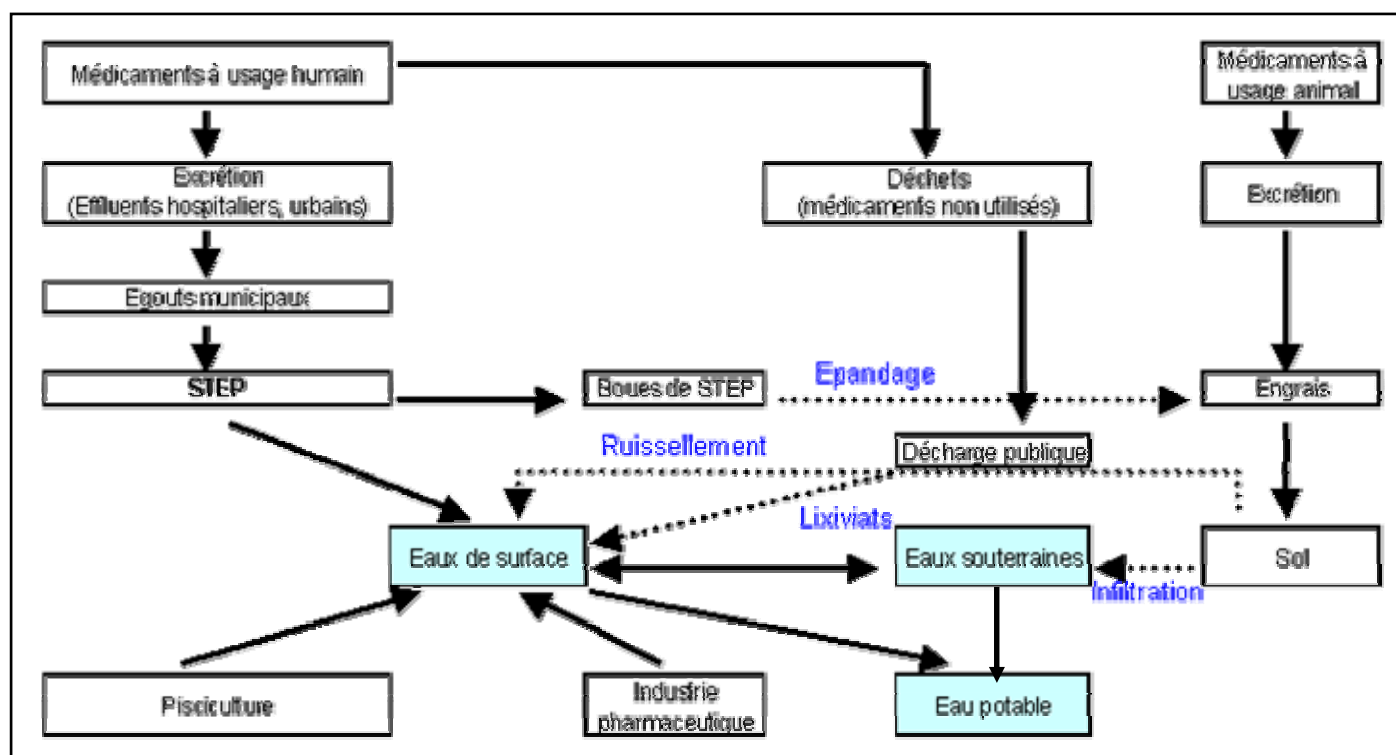 Médicaments à usage humain
Médicaments à
usage animal
Excrétion
(Effluents hospitaliers, urbains)
Déchets
(médicaments non utilisés)
Excrétion
Egouts municipaux
STEP
Boues de STEP
Epandage
Engrais
Ruissellement
Décharge publique
Lixiviats
Eaux de surface
Eaux souterraines
Sol
Infiltration
Pisciculture
Industrie
pharmaceutique
Eau potable